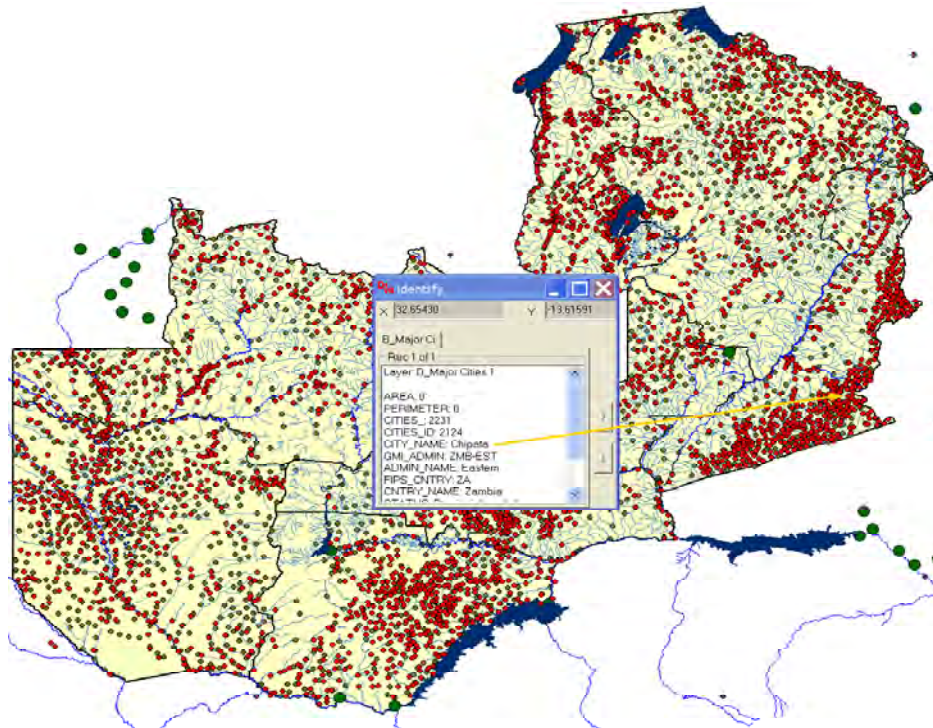 Identify
X 32.65430 Y -13.61591
B_Major Ci
Rec 1 of 1
Layer: B_Major Cities 1
AREA: 0
PERIMETER: 0
CITIES_: 2231
CITIES_ID: 2124
CITY_NAME: Chipata
GMI_ADMIN: ZMB-EST
ADMIN_NAME: Eastern
FIPS_CNTRY: ZA
CNTRY_NAME: Zambia